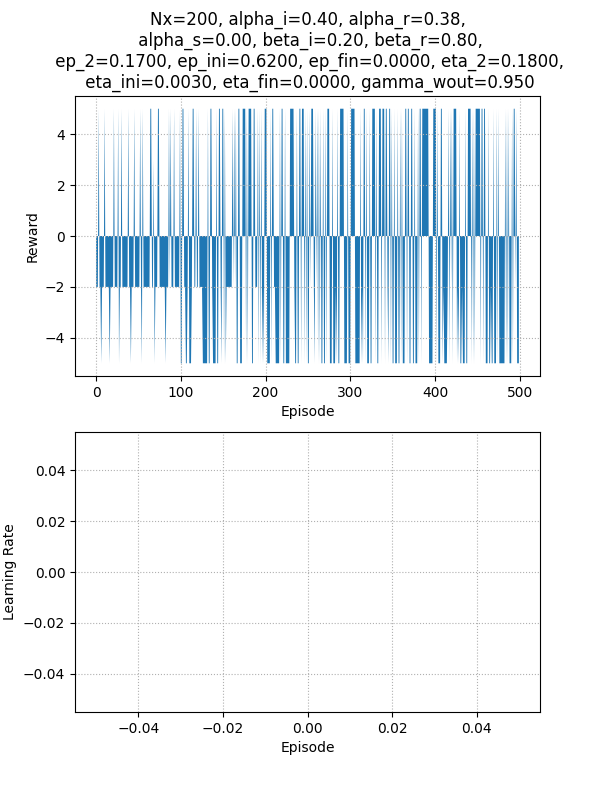 Nx=200, alpha_i=0.40, alpha_r=0.38,
alpha_s=0.00, beta_i=0.20, beta_r=0.80,
ep_2=0.1700, ep_ini=0.6200, ep_fin=0.0000, eta_2=0.1800,
eta_ini=0.0030, eta_fin=0.0000, gamma_wout=0.950
4
2
0
−2
−4
Reward
0 100 200 300 400 500
Episode
0.04
0.02
0.00
−0.02
−0.04
Learning Rate
−0.04 −0.02 0.00 0.02 0.04
Episode